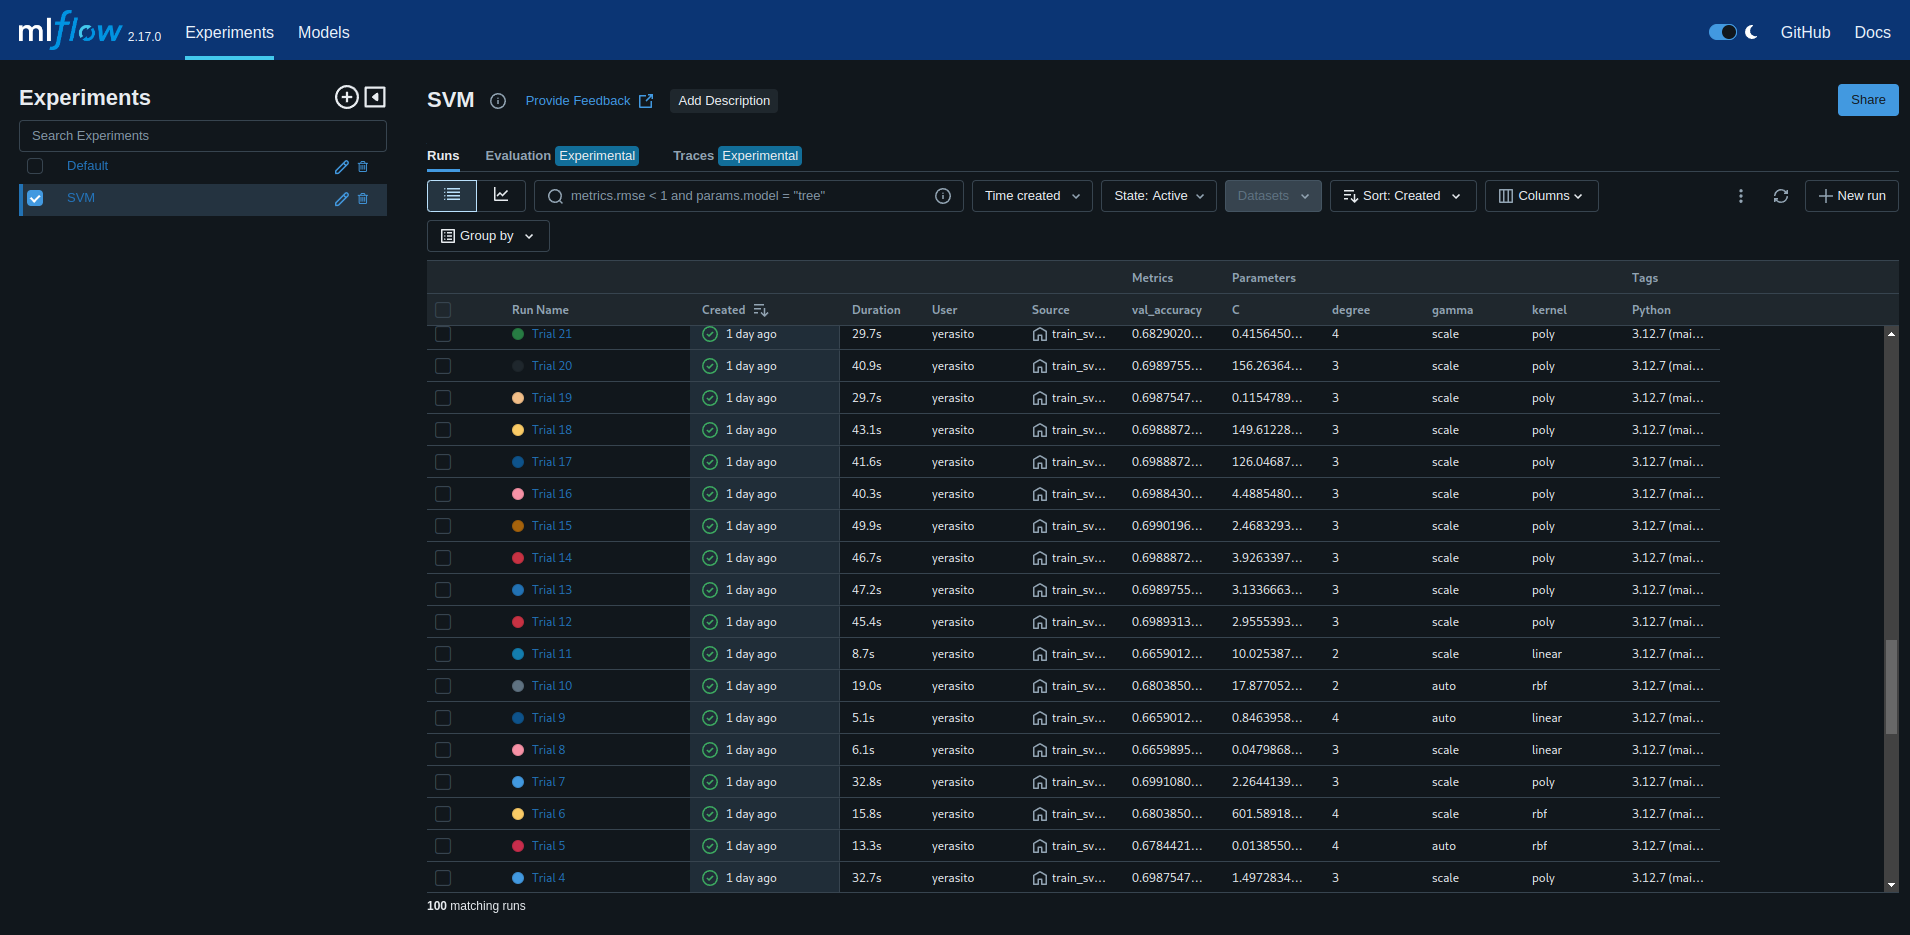 mlflow 2.17.0 Experiments Models GitHub Docs
Experiments
Search Experiments
Default
SVM
SVM Provide Feedback Add Description Share
Runs Evaluation Experimental Traces Experimental
metrics.rmse < 1 and params.model = "tree" Time created State: Active Datasets Sort: Created Columns New run
Group by
Metrics Parameters Tags
Run Name Created Duration User Source val_accuracy C degree gamma kernel Python
Trial 21 1 day ago 29.7s yerasito train_sv... 0.6829020... 0.4156450... 4 scale poly 3.12.7 (mai...
Trial 20 1 day ago 40.9s yerasito train_sv... 0.6989755... 156.26364... 3 scale poly 3.12.7 (mai...
Trial 19 1 day ago 29.7s yerasito train_sv... 0.6987547... 0.1154789... 3 scale poly 3.12.7 (mai...
Trial 18 1 day ago 43.1s yerasito train_sv... 0.6988872... 149.61228... 3 scale poly 3.12.7 (mai...
Trial 17 1 day ago 41.6s yerasito train_sv... 0.6988872... 126.04687... 3 scale poly 3.12.7 (mai...
Trial 16 1 day ago 40.3s yerasito train_sv... 0.6988430... 4.4885480... 3 scale poly 3.12.7 (mai...
Trial 15 1 day ago 49.9s yerasito train_sv... 0.6990196... 2.4683293... 3 scale poly 3.12.7 (mai...
Trial 14 1 day ago 46.7s yerasito train_sv... 0.6988872... 3.9263397... 3 scale poly 3.12.7 (mai...
Trial 13 1 day ago 47.2s yerasito train_sv... 0.6989755... 3.1336663... 3 scale poly 3.12.7 (mai...
Trial 12 1 day ago 45.4s yerasito train_sv... 0.6989313... 2.9555393... 3 scale poly 3.12.7 (mai...
Trial 11 1 day ago 8.7s yerasito train_sv... 0.6659012... 10.025387... 2 scale linear 3.12.7 (mai...
Trial 10 1 day ago 19.0s yerasito train_sv... 0.6803850... 17.877052... 2 auto rbf 3.12.7 (mai...
Trial 9 1 day ago 5.1s yerasito train_sv... 0.6659012... 0.8463958... 4 auto linear 3.12.7 (mai...
Trial 8 1 day ago 6.1s yerasito train_sv... 0.6659895... 0.0479868... 3 scale linear 3.12.7 (mai...
Trial 7 1 day ago 32.8s yerasito train_sv... 0.6991080... 2.2644139... 3 scale poly 3.12.7 (mai...
Trial 6 1 day ago 15.8s yerasito train_sv... 0.6803850... 601.58918... 4 scale rbf 3.12.7 (mai...
Trial 5 1 day ago 13.3s yerasito train_sv... 0.6784421... 0.0138550... 4 auto rbf 3.12.7 (mai...
Trial 4 1 day ago 32.7s yerasito train_sv... 0.6987547... 1.4972834... 3 scale poly 3.12.7 (mai...
100 matching runs